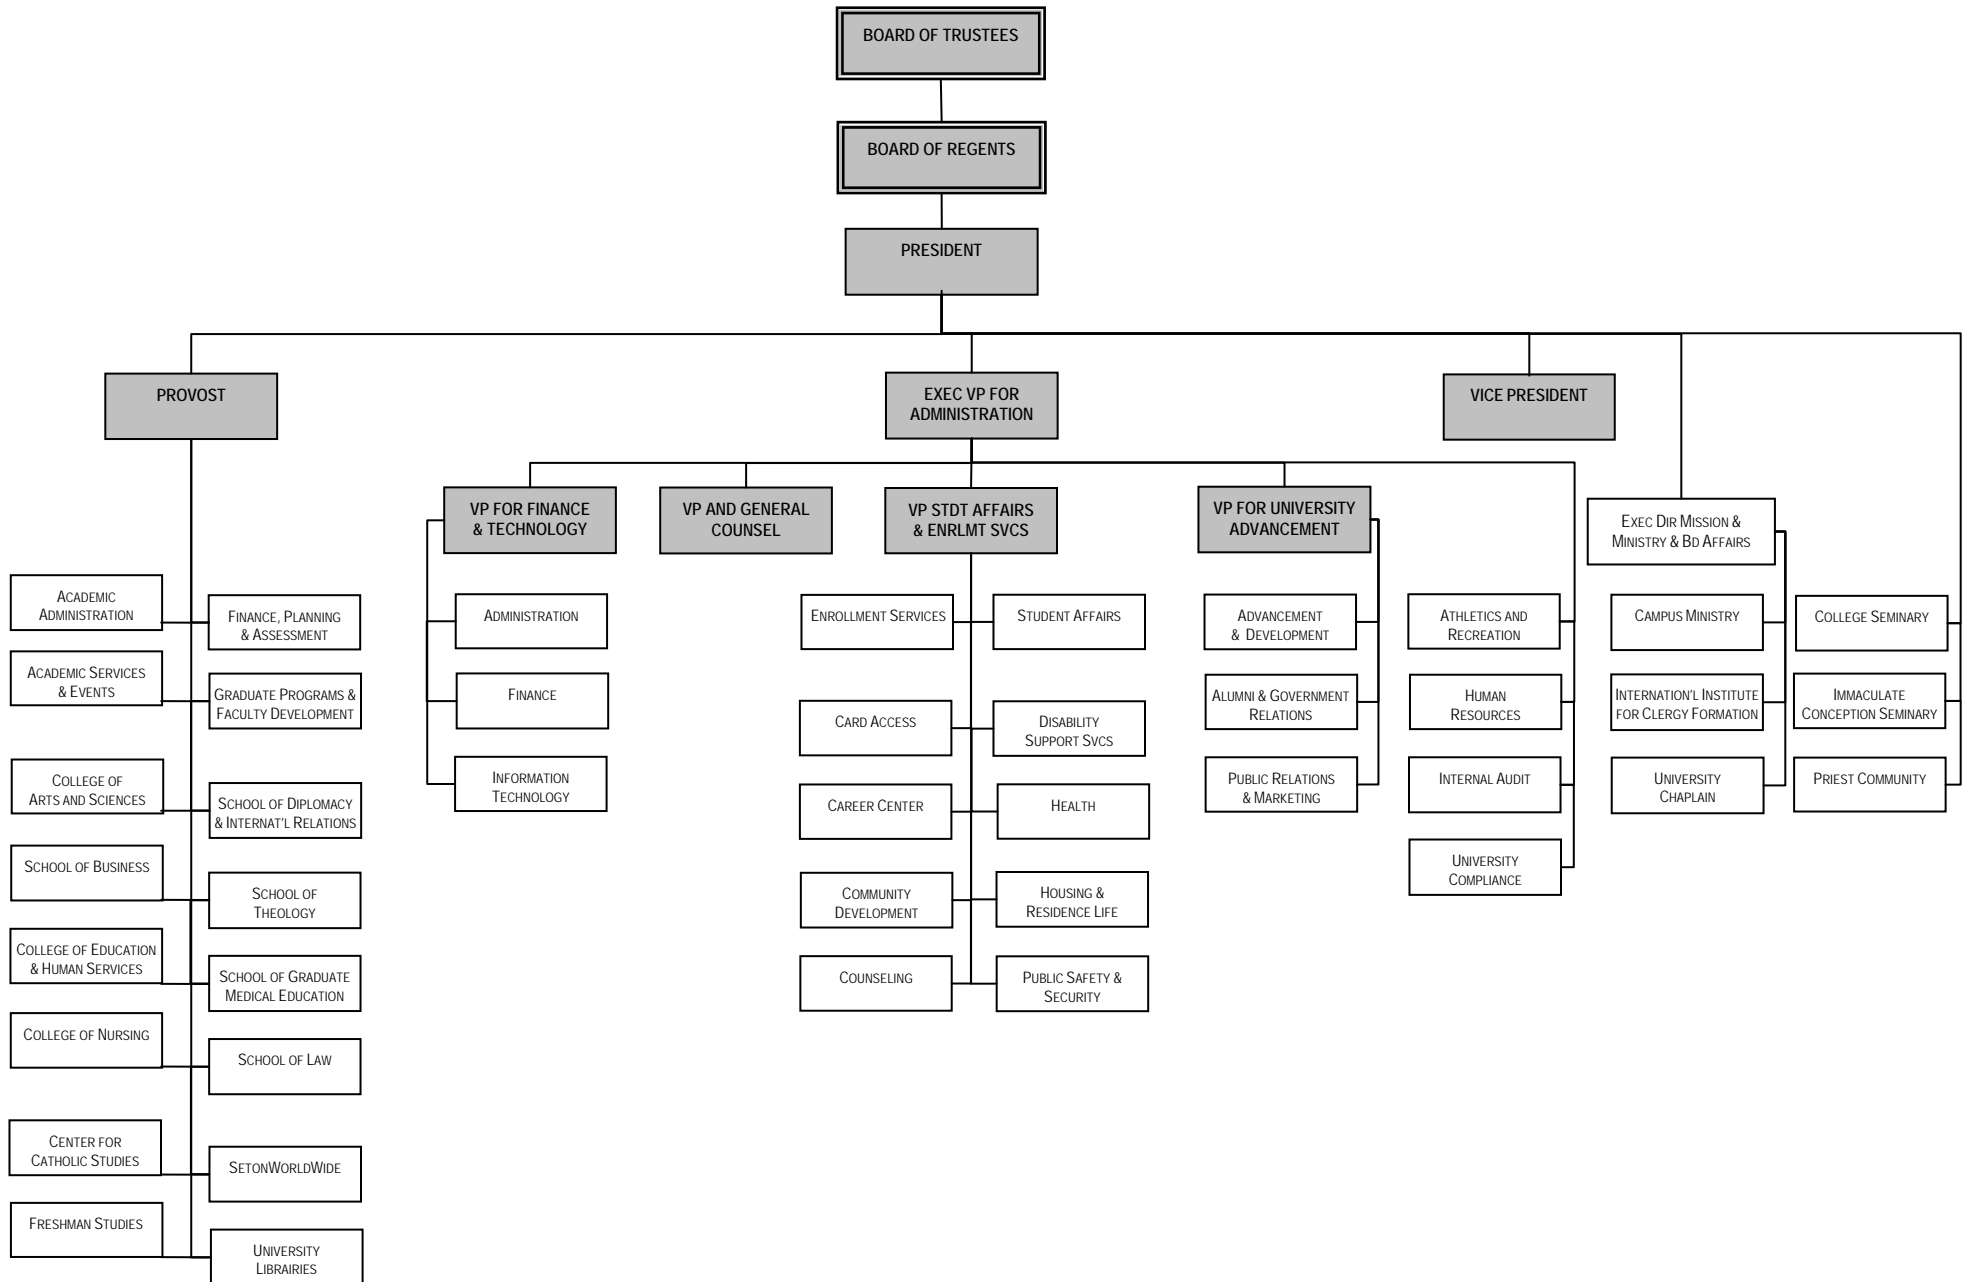 BOARD OF TRUSTEES
BOARD OF REGENTS
PRESIDENT
PROVOST
EXEC VP FOR
ADMINISTRATION
VICE PRESIDENT
VP FOR FINANCE
& TECHNOLOGY
VP AND GENERAL
COUNSEL
VP STDT AFFAIRS
& ENRLMT SVCS
VP FOR UNIVERSITY
ADVANCEMENT
EXEC DIR MISSION &
MINISTRY & BD AFFAIRS
ACADEMIC
ADMINISTRATION
FINANCE, PLANNING
& ASSESSMENT
ACADEMIC SERVICES
& EVENTS
GRADUATE PROGRAMS &
FACULTY DEVELOPMENT
COLLEGE OF
ARTS AND SCIENCES
SCHOOL OF DIPLOMACY
& INTERNAT'L RELATIONS
SCHOOL OF BUSINESS
SCHOOL OF
THEOLOGY
COLLEGE OF EDUCATION
& HUMAN SERVICES
SCHOOL OF GRADUATE
MEDICAL EDUCATION
COLLEGE OF NURSING
SCHOOL OF LAW
CENTER FOR
CATHOLIC STUDIES
SETONWORLDWIDE
FRESHMAN STUDIES
UNIVERSITY
LIBRAIRIES
ADMINISTRATION
FINANCE
INFORMATION
TECHNOLOGY
ENROLLMENT SERVICES
STUDENT AFFAIRS
CARD ACCESS
DISABILITY
SUPPORT SVCS
CAREER CENTER
HEALTH
COMMUNITY
DEVELOPMENT
HOUSING &
RESIDENCE LIFE
COUNSELING
PUBLIC SAFETY &
SECURITY
ADVANCEMENT
& DEVELOPMENT
ALUMNI & GOVERNMENT
RELATIONS
PUBLIC RELATIONS
& MARKETING
ATHLETICS AND
RECREATION
HUMAN
RESOURCES
INTERNAL AUDIT
UNIVERSITY
COMPLIANCE
CAMPUS MINISTRY
INTERNATION'L INSTITUTE
FOR CLERGY FORMATION
UNIVERSITY
CHAPLAIN
COLLEGE SEMINARY
IMMACULATE
CONCEPTION SEMINARY
PRIEST COMMUNITY